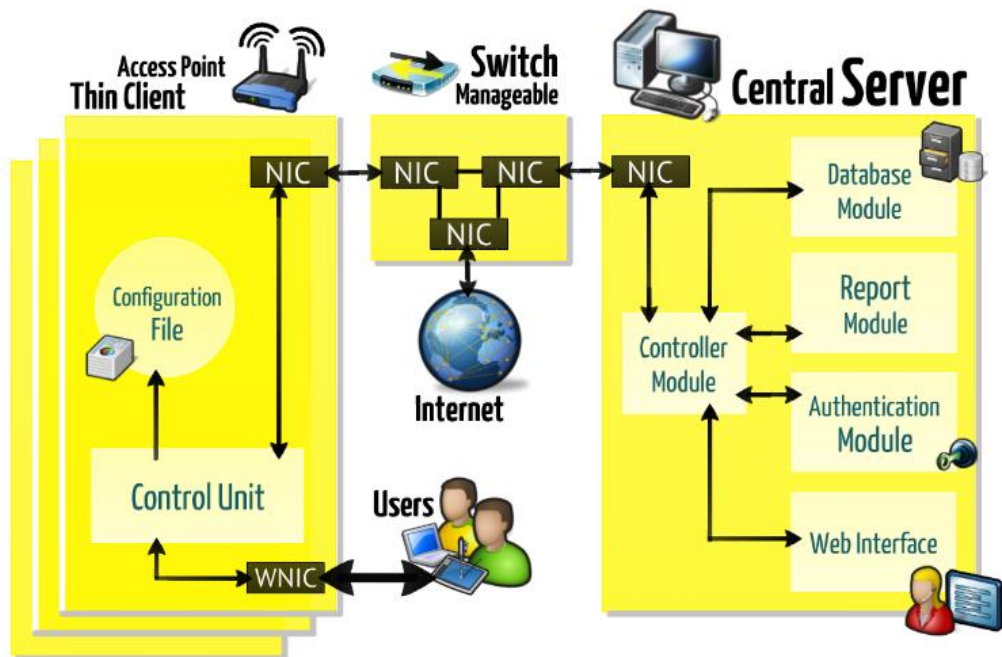 Access Point
Thin Client
Switch
Manageable
Central Server
NIC
NIC
NIC
NIC
NIC
Database
Module
Configuration
File
Report
Module
Controller
Module
Internet
Authentication
Module
Control Unit
Users
Web Interface
WNIC